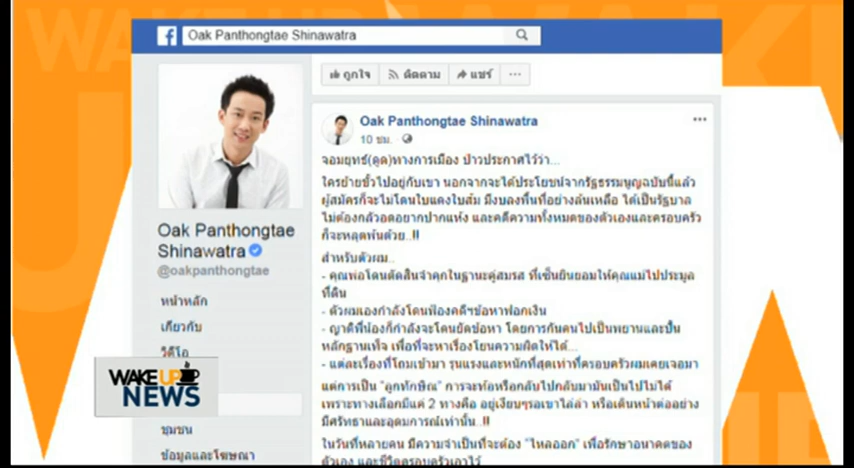 Oak Panthongtae Shinawatra
ถูกใจ
ติดตาม
แชร์
Oak Panthongtae
Shinawatra
@oakpanthongtae
หน้าหลัก
เกี่ยวกับ
วิดีโอ
ชุมชน
ข้อมูลและโฆษณา
WAKE UP
NEWS
Oak Panthongtae Shinawatra
10 ชม.
จอมยุทธ์(ดูด)ทางการเมือง ป่าวประกาศไว้ว่า...
ใครย้ายขั้วไปอยู่กับเขา นอกจากจะได้ประโยชน์จากรัฐธรรมนูญฉบับนี้แล้ว
ผู้สมัครก็จะไม่โดนใบแดงใบส้ม มีงบลงพื้นที่อย่างล้นเหลือ ได้เป็นรัฐบาล
ไม่ต้องกลัวอดอยากปากแห้ง และคดีความทั้งหมดของตัวเองและครอบครัว
ก็จะหลุดพ้นด้วย..!!
สำหรับตัวผม..
- คุณพ่อโดนตัดสินจำคุกในฐานะคู่สมรส ที่เซ็นยินยอมให้คุณแม่ไปประมูล
ที่ดิน
- ตัวผมเองกำลังโดนฟ้องคดีฯข้อหาฟอกเงิน
- ญาติพี่น้องก็กำลังจะโดนยัดข้อหา โดยการกันคนไปเป็นพยานและปั้น
หลักฐานเท็จ เพื่อที่จะหาเรื่องโยนความผิดให้ได้...
- แต่ละเรื่องที่โถมเข้ามา รุนแรงและหนักที่สุดเท่าที่ครอบครัวผมเคยเจอมา
แต่การเป็น "ลูกทักษิณ" การจะท้อหรือกลับไปกลับมามันเป็นไปไม่ได้
เพราะทางเลือกมีแค่ 2 ทางคือ อยู่เงียบๆรอเขาไล่ล่า หรือเดินหน้าต่ออย่าง
มีศรัทธาและอุดมการณ์เท่านั้น..!!
ในวันที่หลายคน มีความจำเป็นที่จะต้อง "ไหลออก" เพื่อรักษาอนาคตของ
ตัวเอง และชีวิตครอบครัวเอาไว้